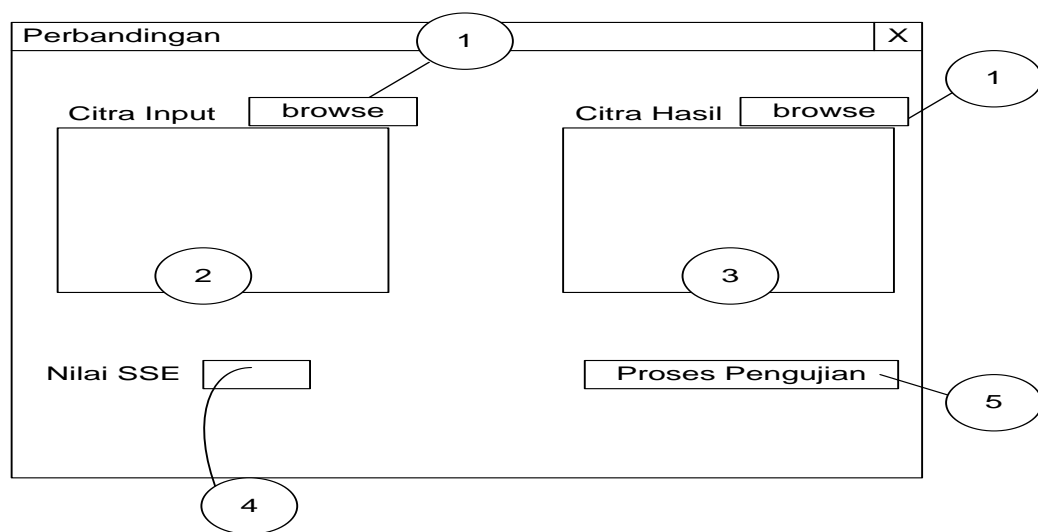 Perbandingan
1
X
1
Citra Input
browse
Citra Hasil
browse
2
3
Nilai SSE
Proses Pengujian
5
4